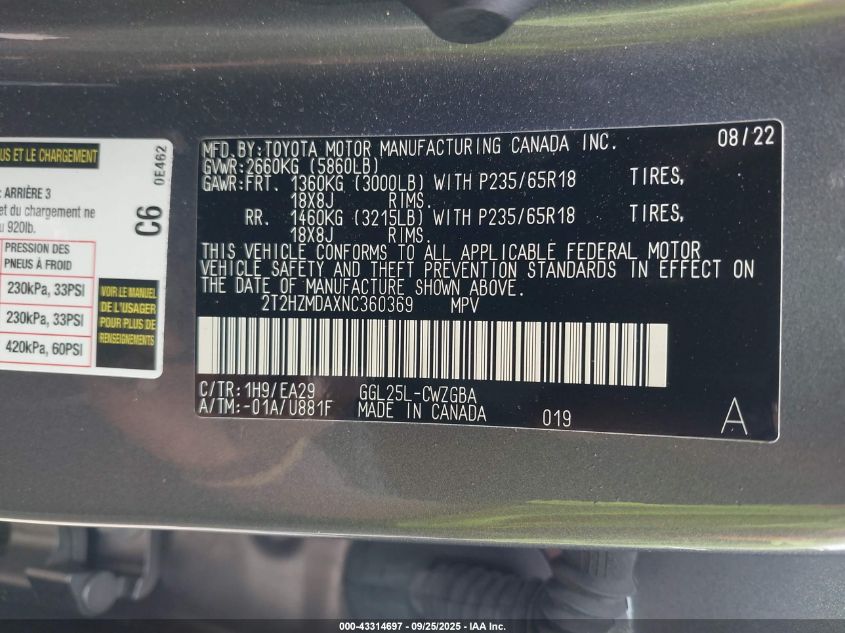 US ET LE CHARGEMENT
: ARRIÈRE 3
et du chargement ne
u 920lb.
PRESSION DES
PNEUS À FROID
230kPa, 33PSI
230kPa, 33PSI
420kPa, 60PSI
VOIR LE MANUEL
DE L'USAGER
POUR PLUS DE
RENSEIGNEMENTS
C6
0E462
MFD.BY:TOYOTA MOTOR MANUFACTURING CANADA INC. 08/22
GVWR:2660KG (5860LB)
GAWR:FRT. 1360KG (3000LB) WITH P235/65R18 TIRES,
18X8J RIMS.
RR. 1460KG (3215LB) WITH P235/65R18 TIRES,
18X8J RIMS.
THIS VEHICLE CONFORMS TO ALL APPLICABLE FEDERAL MOTOR
VEHICLE SAFETY AND THEFT PREVENTION STANDARDS IN EFFECT ON
THE DATE OF MANUFACTURE SHOWN ABOVE.
2T2HZMDAXNC360369 MPV
C/TR:1H9/EA29 GGL25L-CWZGBA
A/TM:-01A/U881F MADE IN CANADA 019 A
000-43314697 - 09/25/2025 - IAA Inc.